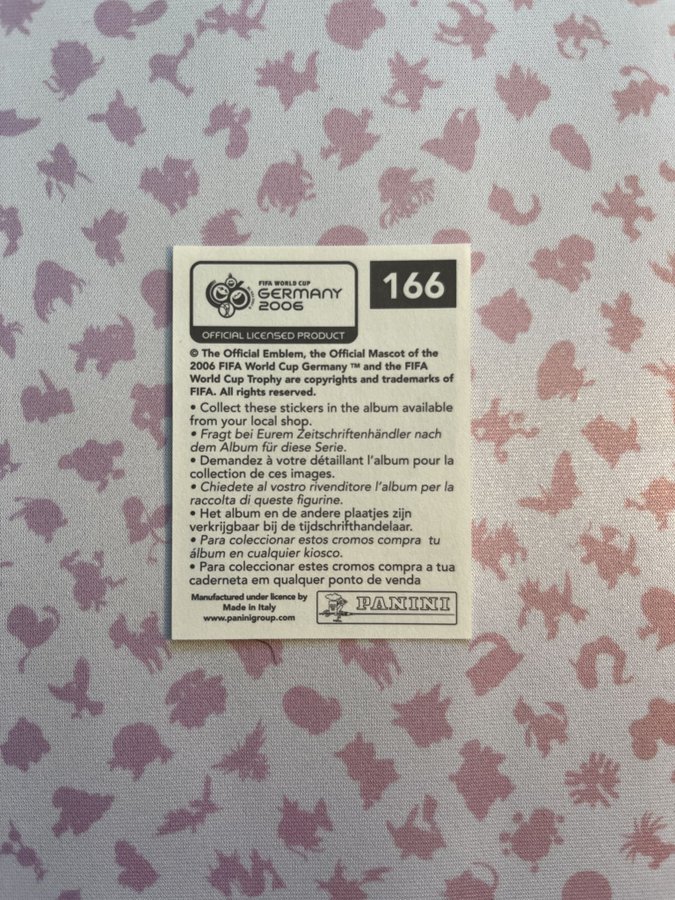 FIFA WORLD CUP
GERMANY
2006
OFFICIAL LICENSED PRODUCT
166
© The Official Emblem, the Official Mascot of the
2006 FIFA World Cup Germany ™ and the FIFA
World Cup Trophy are copyrights and trademarks of
FIFA. All rights reserved.
• Collect these stickers in the album available
from your local shop.
• Fragt bei Eurem Zeitschriftenhändler nach
dem Album für diese Serie.
• Demandez à votre détaillant l'album pour la
collection de ces images.
• Chiedete al vostro rivenditore l'album per la
raccolta di queste figurine.
• Het album en de andere plaatjes zijn
verkrijgbaar bij de tijdschrifthandelaar.
• Para coleccionar estos cromos compra tu
álbum en cualquier kiosco.
• Para coleccionar estes cromos compra a tua
caderneta em qualquer ponto de venda
Manufactured under licence by
Made in Italy
www.paninigroup.com
PANINI